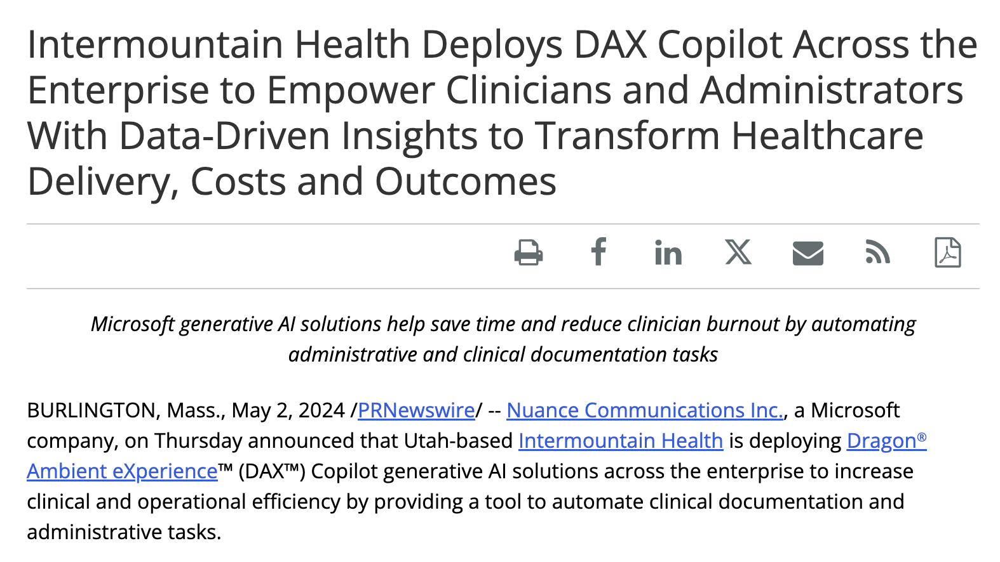 Intermountain Health Deploys DAX Copilot Across the
Enterprise to Empower Clinicians and Administrators
With Data-Driven Insights to Transform Healthcare
Delivery, Costs and Outcomes
Microsoft generative AI solutions help save time and reduce clinician burnout by automating
administrative and clinical documentation tasks
BURLINGTON, Mass., May 2, 2024 /PRNewswire/ -- Nuance Communications Inc., a Microsoft
company, on Thursday announced that Utah-based Intermountain Health is deploying Dragon®
Ambient eXperience™ (DAX™) Copilot generative AI solutions across the enterprise to increase
clinical and operational efficiency by providing a tool to automate clinical documentation and
administrative tasks.